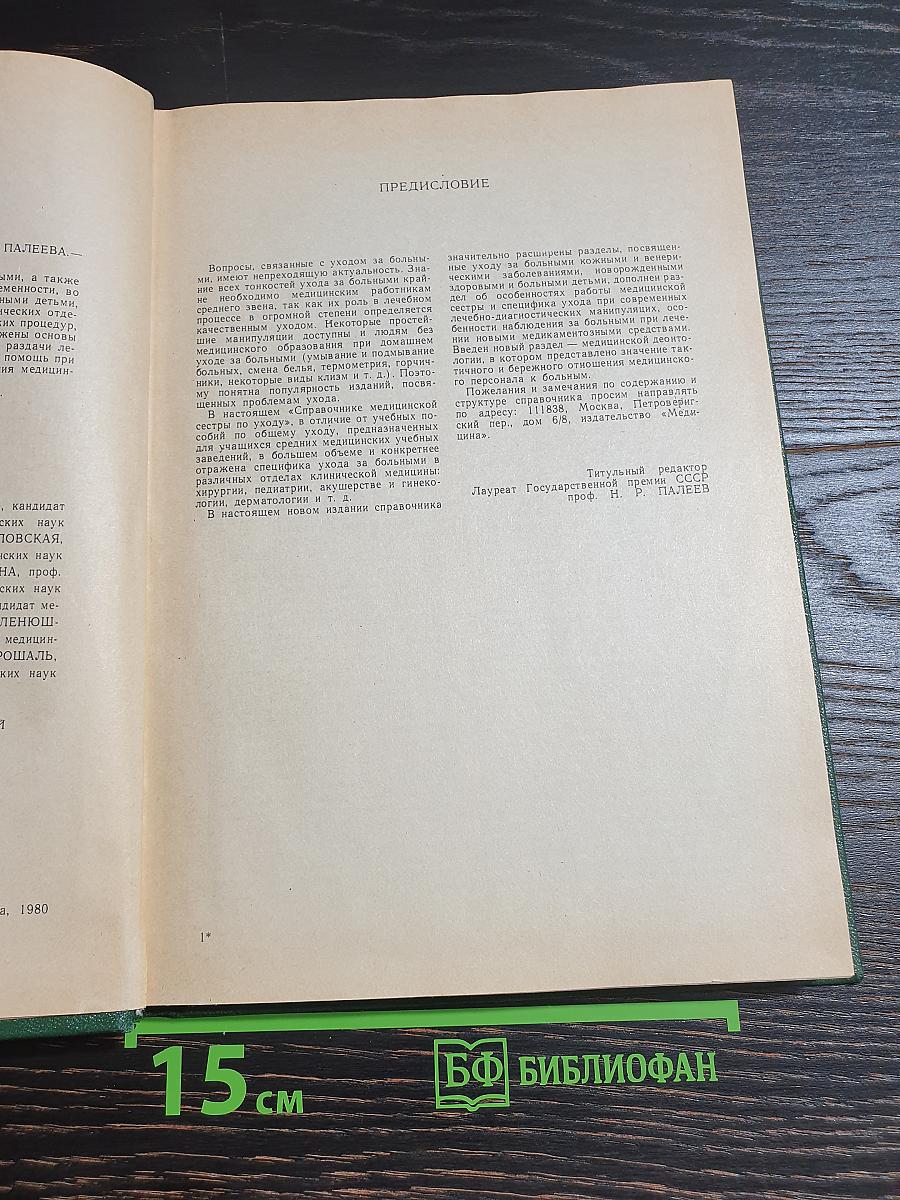 ПАЛЕЕВА.—
ыми, а также
ременности, во
ными детьми,
нических отде-
ких процедур,
жены основы
раздачи ле-
помощь при
ния медицин-
, кандидат
ских наук
ЛОВСКАЯ,
нских наук
НА, проф.
ских наук
ндидат ме-
ЛЕНЮШ-
медицин-
РОШАЛЬ,
ких наук
Й
а, 1980
ПРЕДИСЛОВИЕ
Вопросы, связанные с уходом за больны-
ми, имеют непреходящую актуальность. Зна-
ние всех тонкостей ухода за больными край-
не необходимо медицинским работникам
среднего звена, так как их роль в лечебном
процессе в огромной степени определяется
качественным уходом. Некоторые простей-
шие манипуляции доступны и людям без
медицинского образования при домашнем
уходе за больными (умывание и подмывание
больных, смена белья, термометрия, горчич-
ники, некоторые виды клизм и т. д.). Поэто-
му понятна популярность изданий, посвя-
щенных проблемам ухода.
В настоящем «Справочнике медицинской
сестры по уходу», в отличие от учебных по-
собий по общему уходу, предназначенных
для учащихся средних медицинских учебных
заведений, в большем объеме и конкретнее
отражена специфика ухода за больными в
различных отделах клинической медицины:
хирургии, педиатрии, акушерстве и гинеко-
логии, дерматологии и т. д.
В настоящем новом издании справочника
значительно расширены разделы, посвящен-
ные уходу за больными кожными и венери-
ческими заболеваниями, новорожденными
здоровыми и больными детьми, дополнен раз-
дел об особенностях работы медицинской
сестры и специфика ухода при современных
лечебно-диагностических манипуляциях, осо-
бенности наблюдения за больными при лече-
нии новыми медикаментозными средствами.
Введен новый раздел — медицинской деонто-
логии, в котором представлено значение так-
тичного и бережного отношения медицинско-
го персонала к больным.
Пожелания и замечания по содержанию и
структуре справочника просим направлять
по адресу: 111838, Москва, Петровериг-
ский пер., дом 6/8, издательство «Меди-
цина».
Титульный редактор
Лауреат Государственной премии СССР
проф. Н. Р. ПАЛЕЕВ
1*
15 см
БФ БИБЛИОФАН